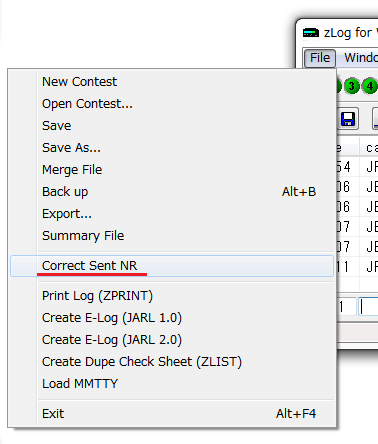 zLog for W
File Windo
3 4
New Contest
Open Contest...
Save
Save As...
Merge File
Back up Alt+B
Export...
Summary File
Correct Sent NR
Print Log (ZPRINT)
Create E-Log (JARL 1.0)
Create E-Log (JARL 2.0)
Create Dupe Check Sheet (ZLIST)
Load MMTTY
Exit Alt+F4
e ca
54 JF
06 JE
06 JE
07 JE
07 JE
11 JF
1